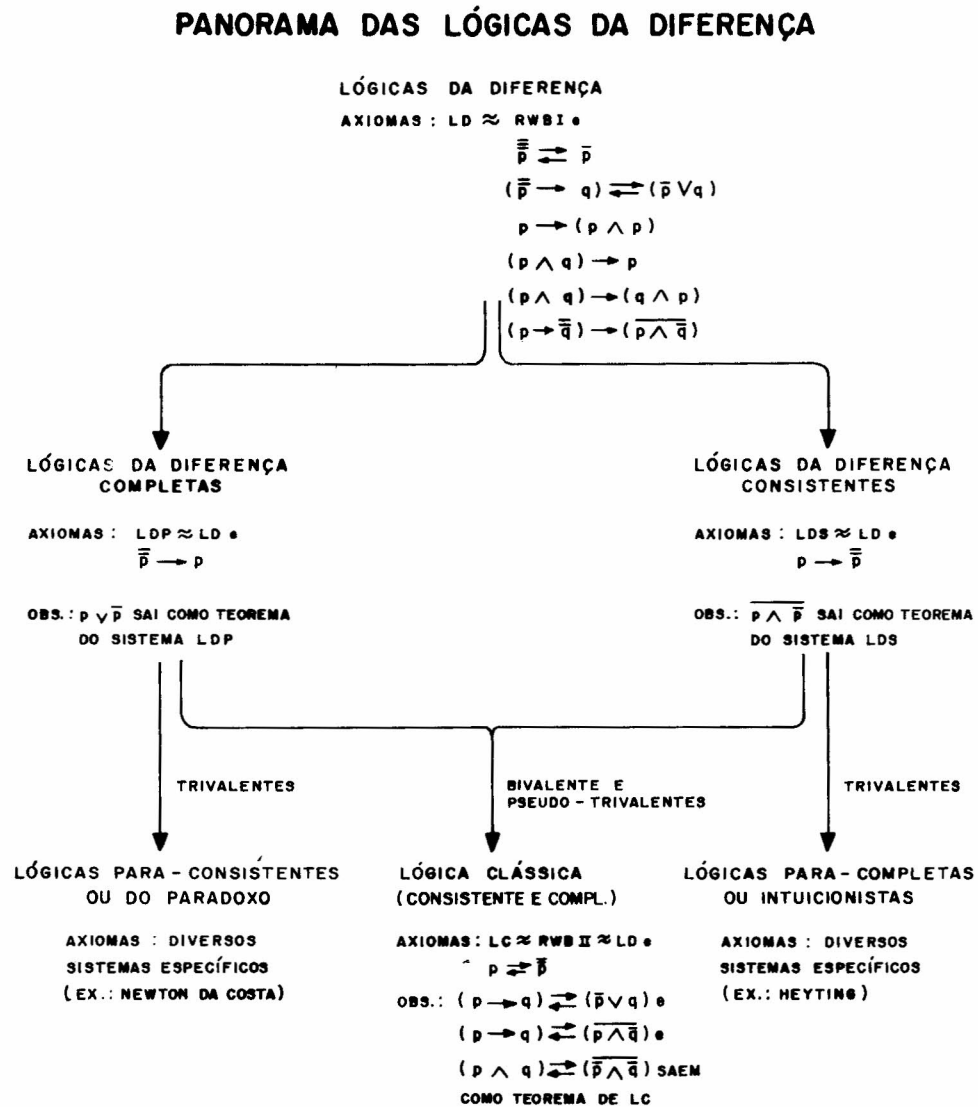 PANORAMA DAS LÓGICAS DA DIFERENÇA
LÓGICAS DA DIFERENÇA
AXIOMAS : LD ≈ RWBI e
p̿̄ ⇄ p̄
(p̿ → q) ⇄ (p̄ ∨ q)
p → (p ∧ p)
(p ∧ q) → p
(p ∧ q) → (q ∧ p)
(p → q̿) → (p̅ ̅∧̅ ̅q̿)
LÓGICAS DA DIFERENÇA
COMPLETAS
AXIOMAS : LDP ≈ LD e
p̿ → p
OBS.: p ∨ p̄ SAI COMO TEOREMA
DO SISTEMA LDP
LÓGICAS DA DIFERENÇA
CONSISTENTES
AXIOMAS : LDS ≈ LD e
p → p̿
OBS.: p̅ ̅∧̅ ̅p̿ SAI COMO TEOREMA
DO SISTEMA LDS
TRIVALENTES
BIVALENTE E
PSEUDO - TRIVALENTES
TRIVALENTES
LÓGICAS PARA - CONSISTENTES
OU DO PARADOXO
AXIOMAS : DIVERSOS
SISTEMAS ESPECÍFICOS
(EX.: NEWTON DA COSTA)
LÓGICA CLÁSSICA
(CONSISTENTE E COMPL.)
AXIOMAS: LC ≈ RWB II ≈ LD e
p ⇄ p̿
OBS.: (p → q) ⇄ (p̄ ∨ q) e
(p → q) ⇄ (p̅ ̅∧̅ ̅q̿) e
(p ∧ q) ⇄ (p̿ ̅∧̅ ̅q̿) SAEM
COMO TEOREMA DE LC
LÓGICAS PARA - COMPLETAS
OU INTUICIONISTAS
AXIOMAS : DIVERSOS
SISTEMAS ESPECÍFICOS
(EX.: HEYTING)